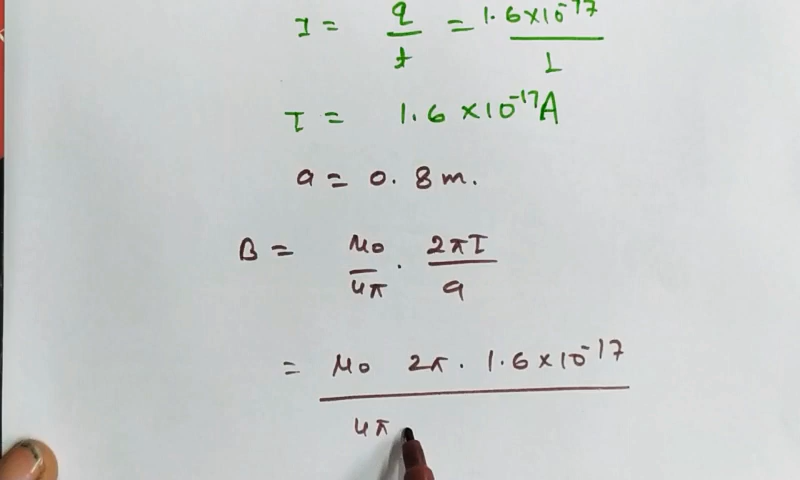 I = q/t = 1.6×10⁻¹⁷/1
I = 1.6×10⁻¹⁷A
a = 0.8m.
B = μ₀/4π · 2πI/a
= μ₀ 2π · 1.6×10⁻¹⁷ / 4π